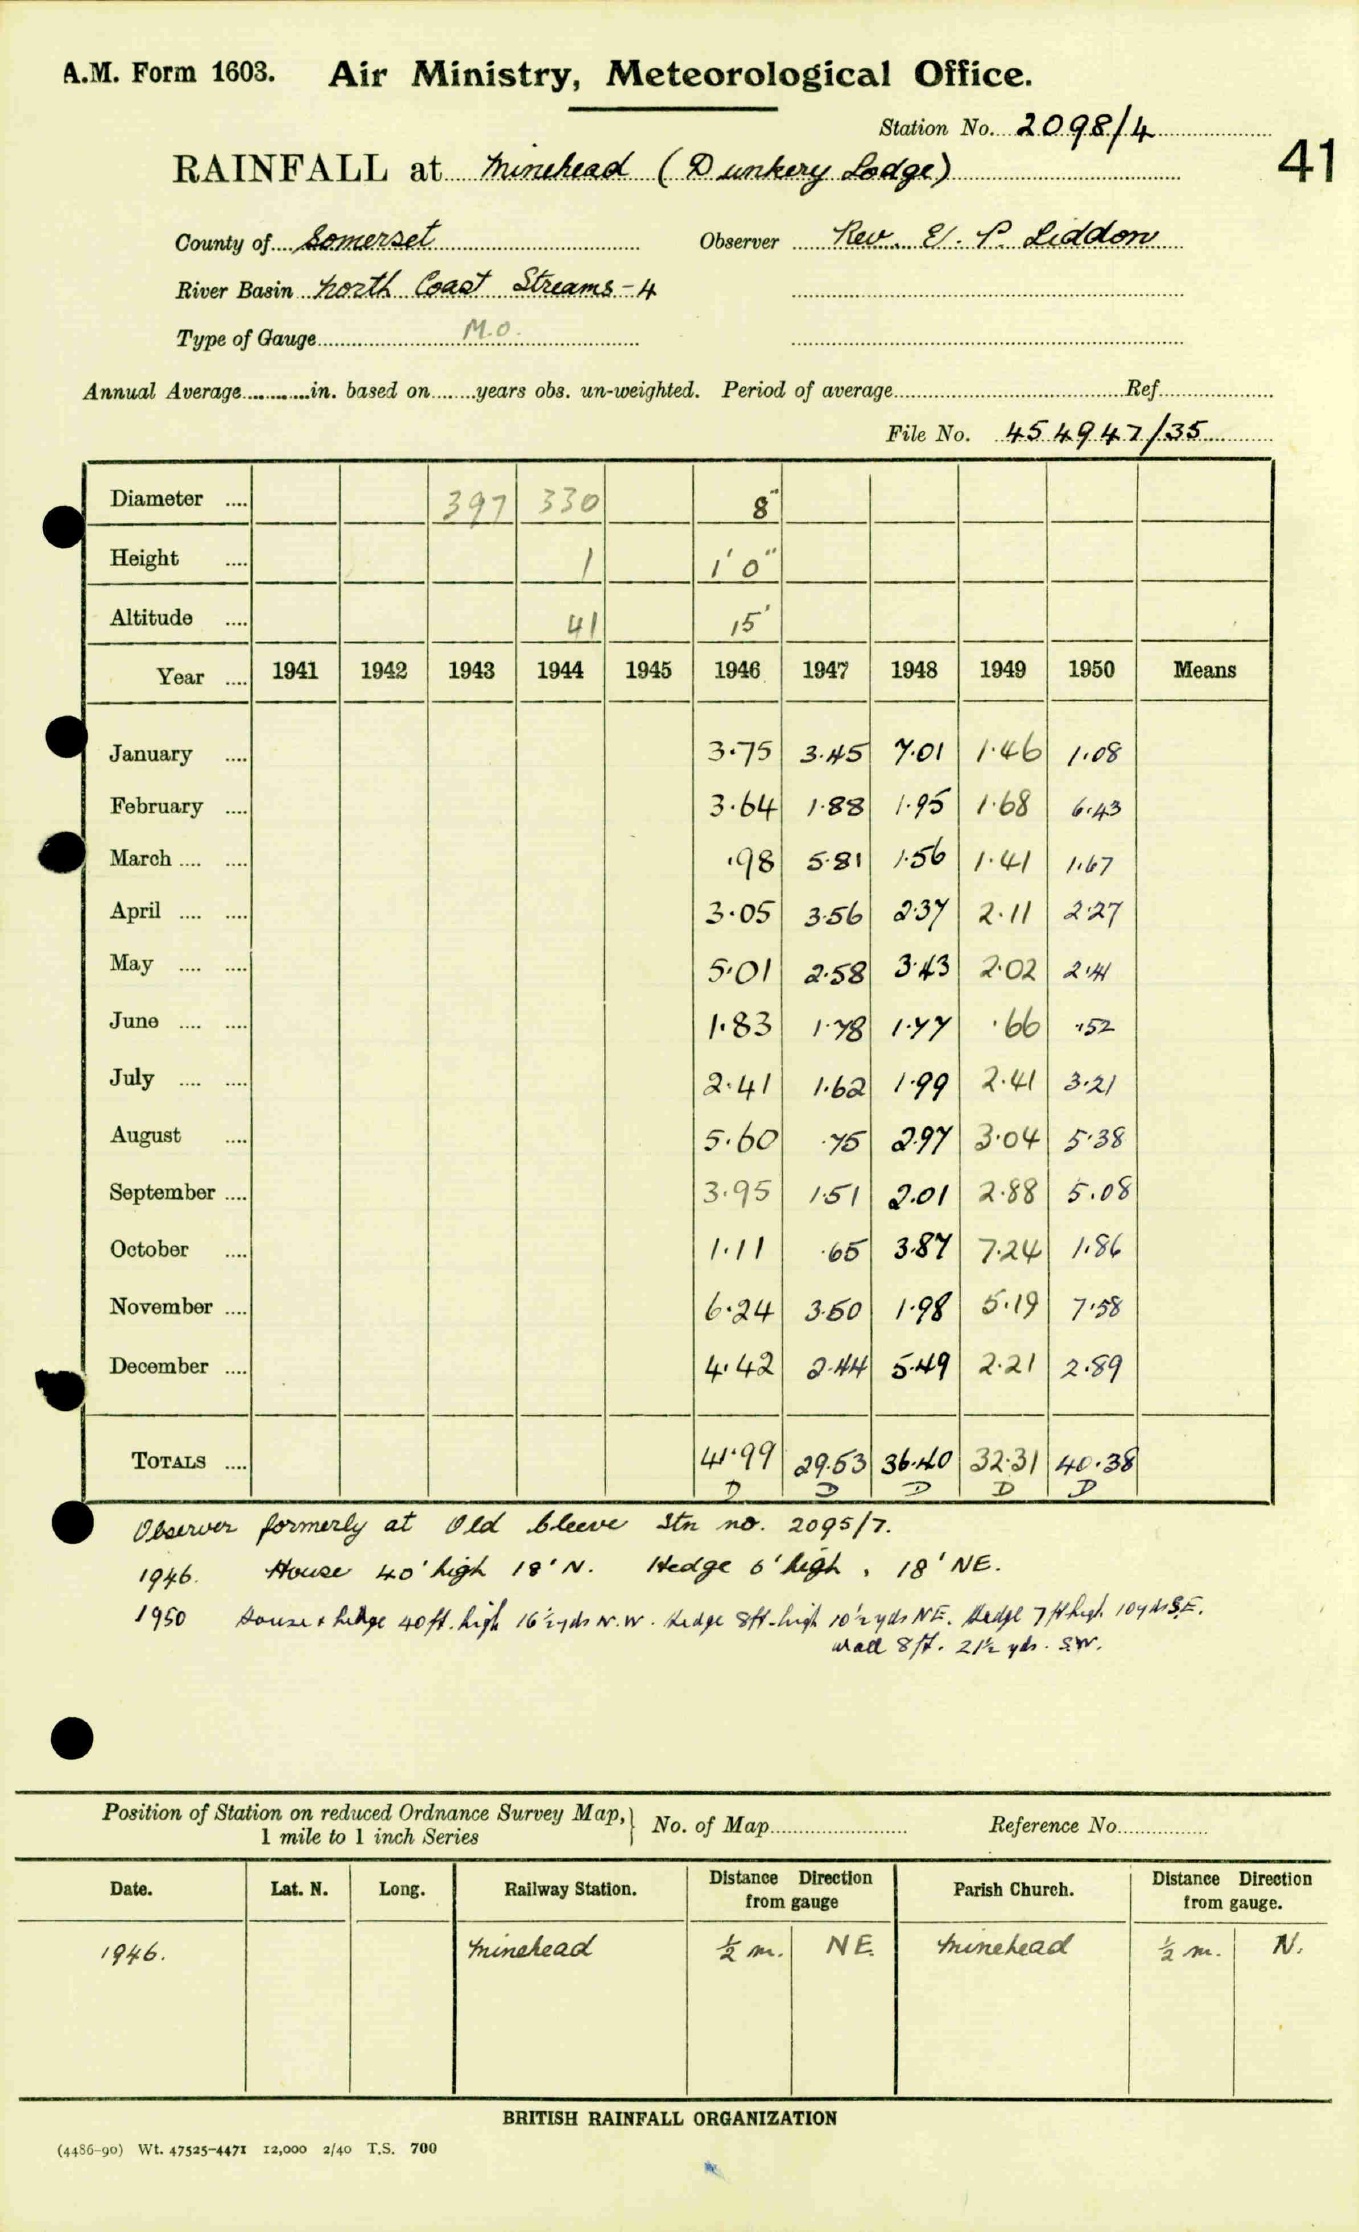 A.M. Form 1603. Air Ministry, Meteorological Office.
Station No. 2098/4
41
RAINFALL at Minehead (Dunkery Lodge)
County of Somerset Observer Rev. E. P. Liddon
River Basin North Coast Streams - 4
Type of Gauge M.O.
Annual Average in. based on years obs. un-weighted. Period of average Ref
File No. 454947/35
Diameter 397 330 8"
Height 1 1' 0"
Altitude 41 15'
Year 1941 1942 1943 1944 1945 1946 1947 1948 1949 1950 Means
January 3.75 3.45 7.01 1.46 1.08
February 3.64 1.88 1.95 1.68 6.43
March .98 5.81 1.56 1.41 1.67
April 3.05 3.56 2.37 2.11 2.27
May 5.01 2.58 3.43 2.02 2.41
June 1.83 1.78 1.77 .66 .52
July 2.41 1.62 1.99 2.41 3.21
August 5.60 .75 2.97 3.04 5.38
September 3.95 1.51 2.01 2.88 5.08
October 1.11 .65 3.87 7.24 1.86
November 6.24 3.50 1.98 5.19 7.58
December 4.42 2.44 5.49 2.21 2.89
TOTALS 41.99 29.53 36.40 32.31 40.38
D D D D D
Observer formerly at Old Cleeve Stn no. 2095/7.
1946. House 40' high 18' N. Hedge 6' high, 18' NE.
1950 House & hedge 40ft. high 16½ yds N.W. Hedge 8ft. high 10½ yds NE. Hedge 7 ft high 10 yds S.E.
Wall 8ft. 21½ yds. S.W.
Position of Station on reduced Ordnance Survey Map, No. of Map Reference No
1 mile to 1 inch Series
Date. Lat. N. Long. Railway Station. Distance Direction from gauge Parish Church. Distance Direction from gauge.
1946. Minehead ½ m. NE. Minehead ½ m. N.
BRITISH RAINFALL ORGANIZATION
(4486-90) Wt. 47525-4471 12,000 2/40 T.S. 700